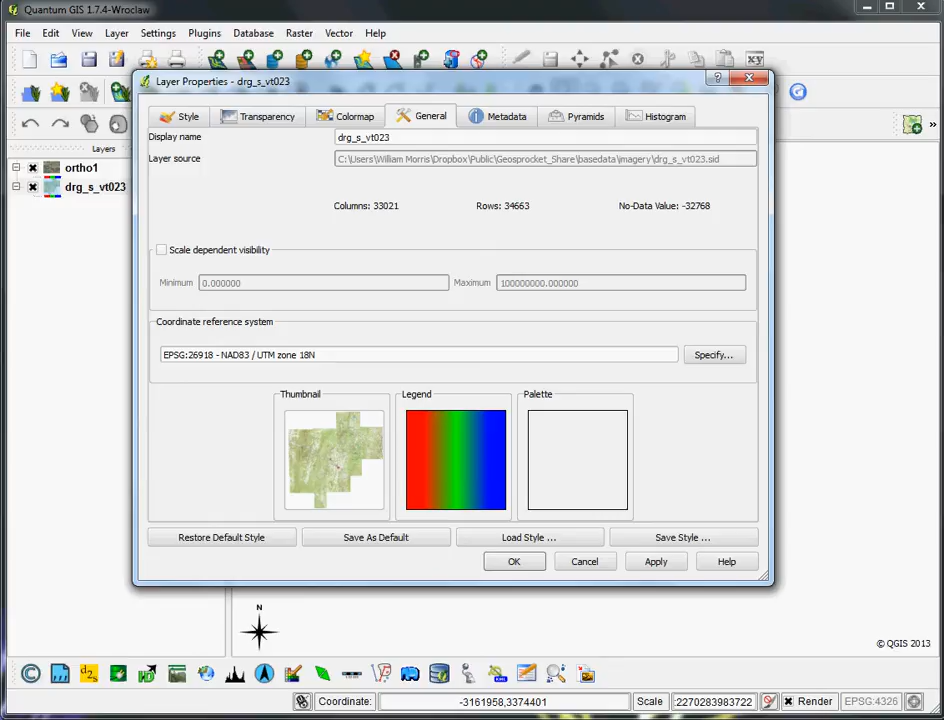 Quantum GIS 1.7.4-Wroclaw
File Edit View Layer Settings Plugins Database Raster Vector Help
Layer Properties - drg_s_vt023
Style Transparency Colormap General Metadata Pyramids Histogram
Display name drg_s_vt023
Layer source C:\Users\William Morris\Dropbox\Public\Geosprocket_Share\basedata\imagery\drg_s_vt023.sid
Layers
ortho1
drg_s_vt023
Columns: 33021 Rows: 34663 No-Data Value: -32768
Scale dependent visibility
Minimum 0.000000 Maximum 100000000.000000
Coordinate reference system
EPSG:26918 - NAD83 / UTM zone 18N Specify...
Thumbnail Legend Palette
Restore Default Style Save As Default Load Style ... Save Style ...
OK Cancel Apply Help
N
© QGIS 2013
Coordinate: -3161958,3374401 Scale :2270283983722 Render EPSG:4326